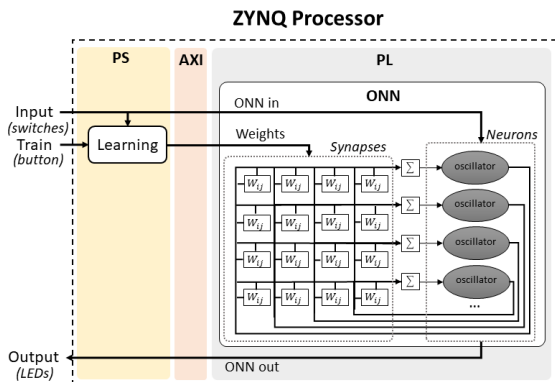 ZYNQ Processor
PS
AXI
PL
ONN
Input
(switches)
Train
(button)
ONN in
Learning
Weights
Synapses
Neurons
W_ij W_ij W_ij W_ij
W_ij W_ij W_ij W_ij
W_ij W_ij W_ij W_ij
W_ij W_ij W_ij W_ij
Σ oscillator
Σ oscillator
Σ oscillator
Σ oscillator
...
Output
(LEDs)
ONN out